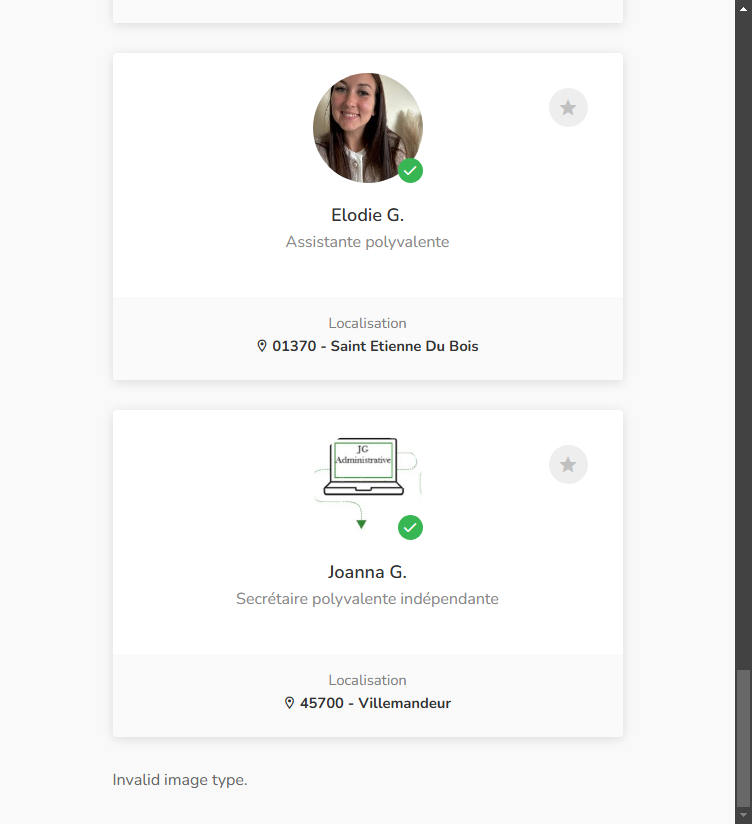 Elodie G.
Assistante polyvalente
Localisation
01370 - Saint Etienne Du Bois
JG
Administrative
Joanna G.
Secrétaire polyvalente indépendante
Localisation
45700 - Villemandeur
Invalid image type.